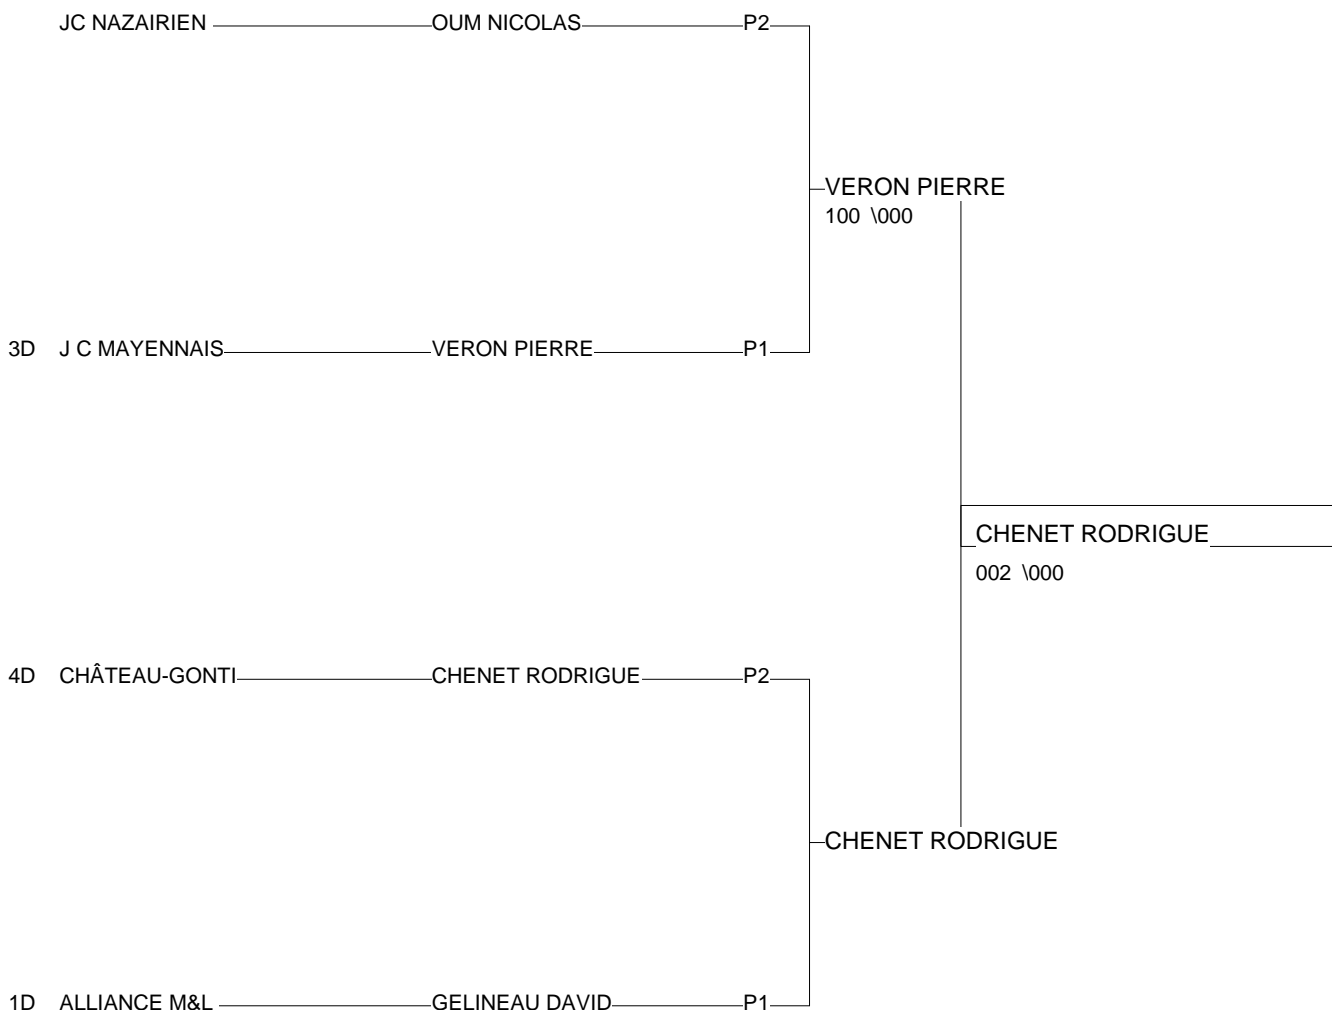 JC NAZAIRIEN OUM NICOLAS P2
VERON PIERRE
100 \000
3D J C MAYENNAIS VERON PIERRE P1
CHENET RODRIGUE
002 \000
4D CHÂTEAU-GONTI CHENET RODRIGUE P2
CHENET RODRIGUE
1D ALLIANCE M&L GELINEAU DAVID P1